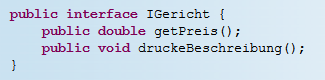 public interface IGericht {
    public double getPreis();
    public void druckeBeschreibung();
}